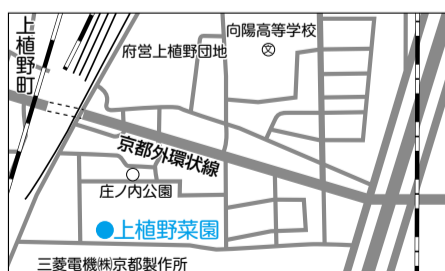 上植野町
府営上植野団地
向陽高等学校
文
京都外環状線
庄ノ内公園
上植野菜園
三菱電機㈱京都製作所